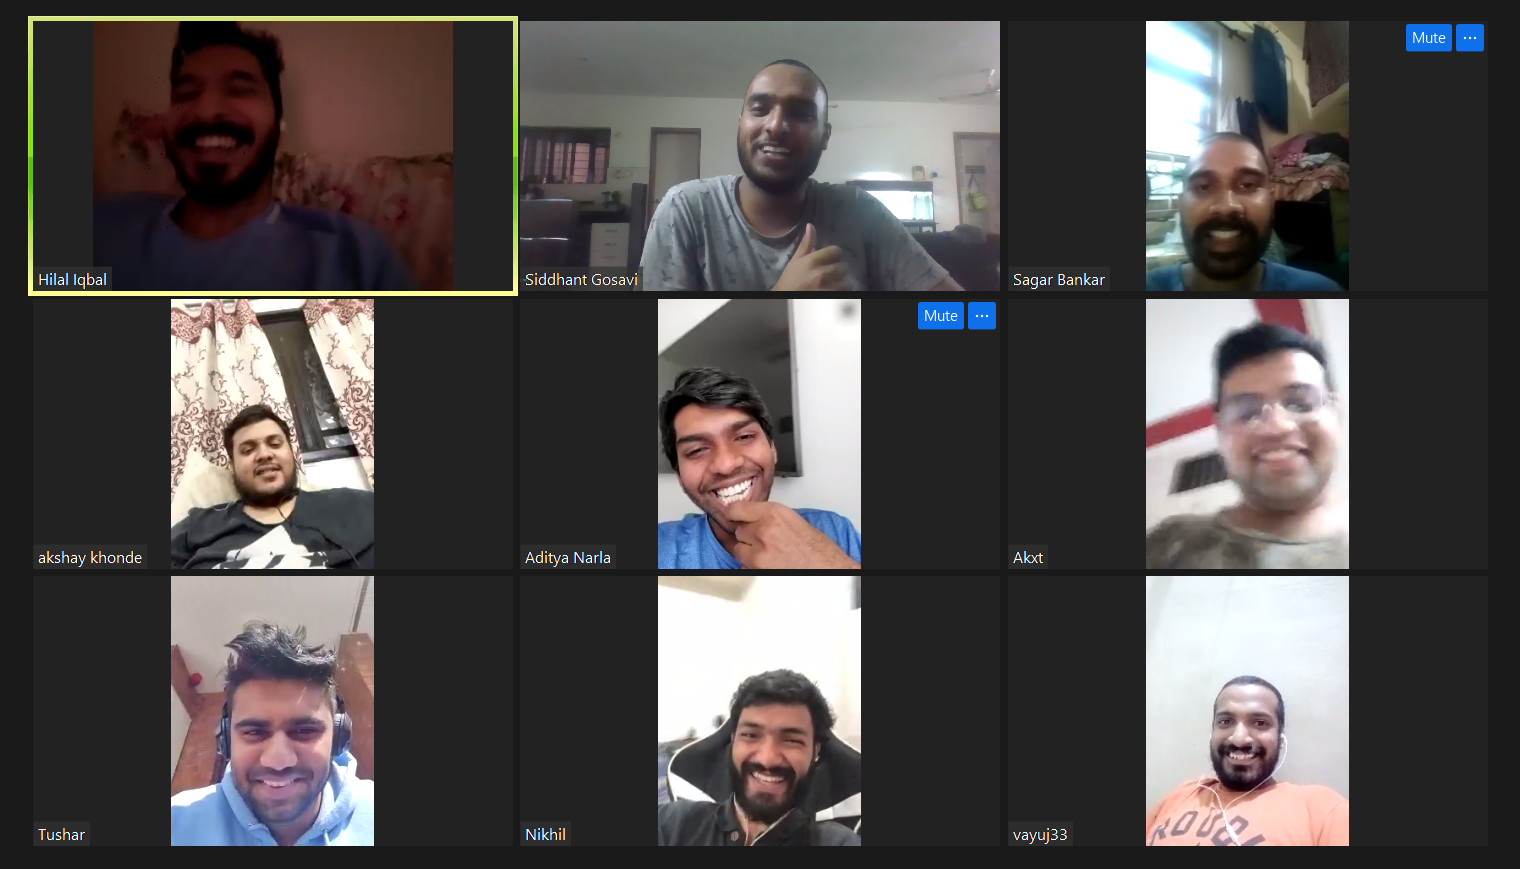 Mute ...
Hilal Iqbal
Siddhant Gosavi
Sagar Bankar
Mute ...
akshay khonde
Aditya Narla
Akxt
Tushar
Nikhil
vayuj33